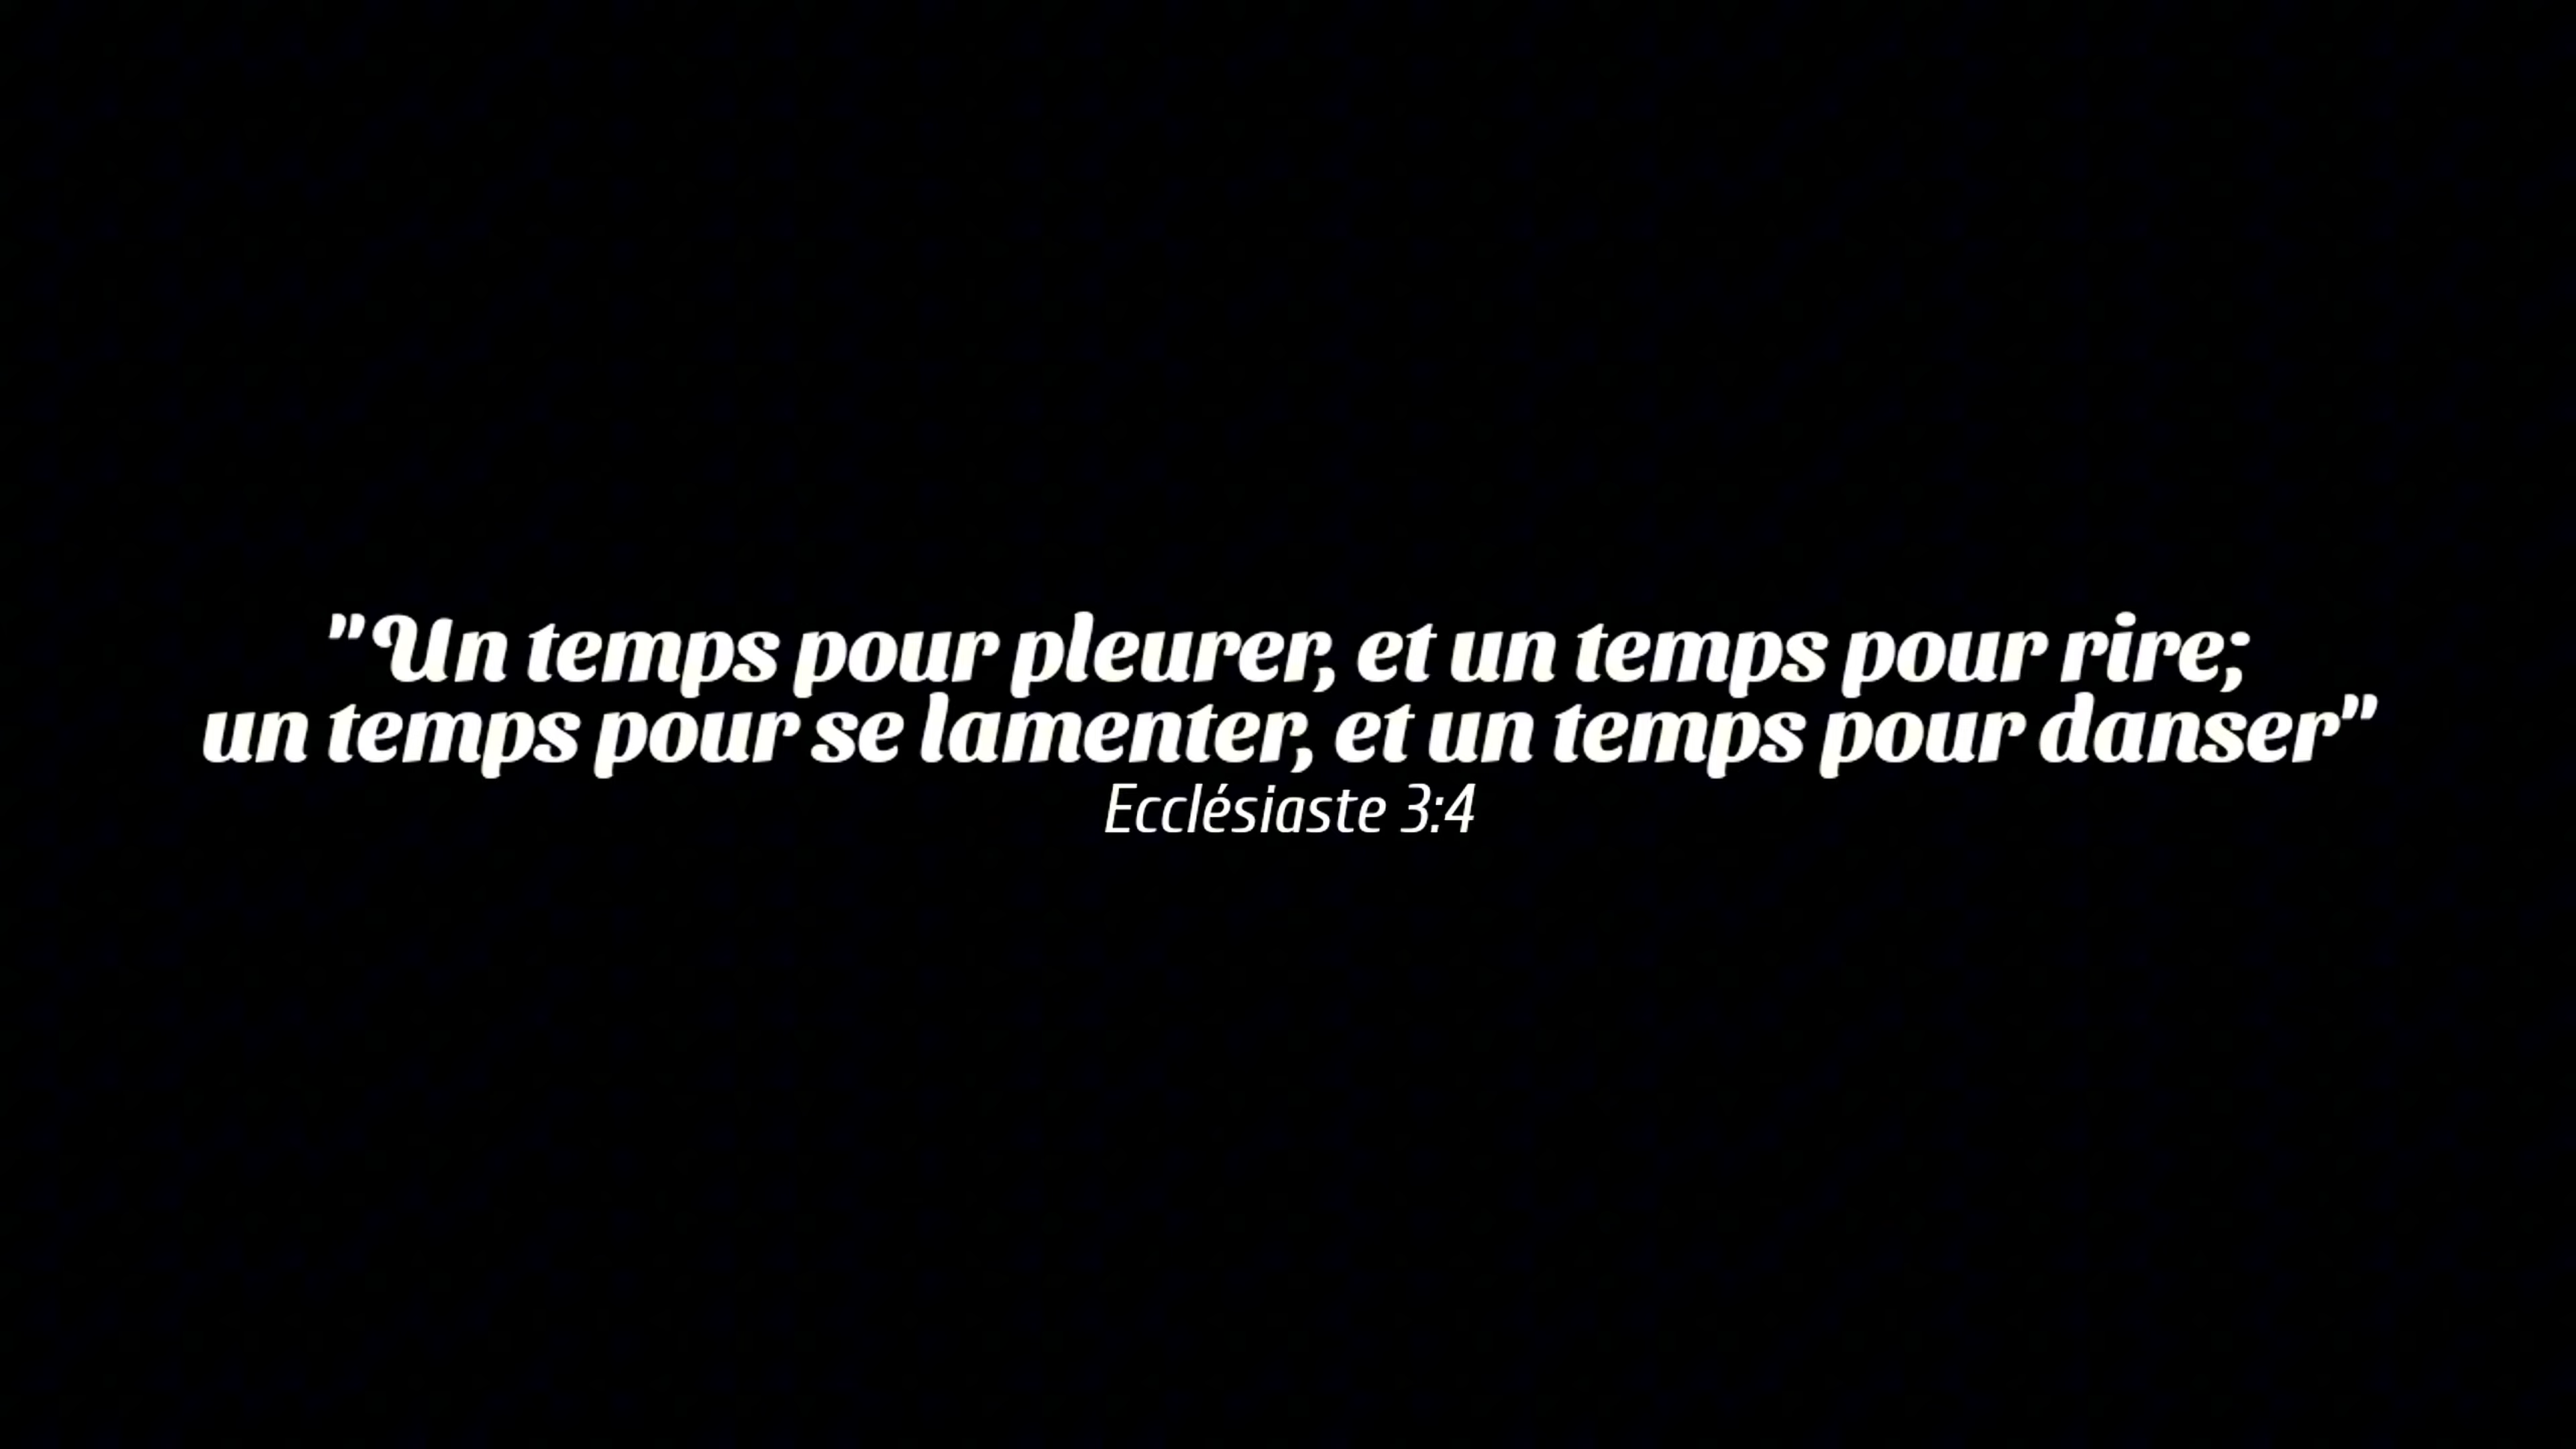 "Un temps pour pleurer, et un temps pour rire;
un temps pour se lamenter, et un temps pour danser"
Ecclésiaste 3:4